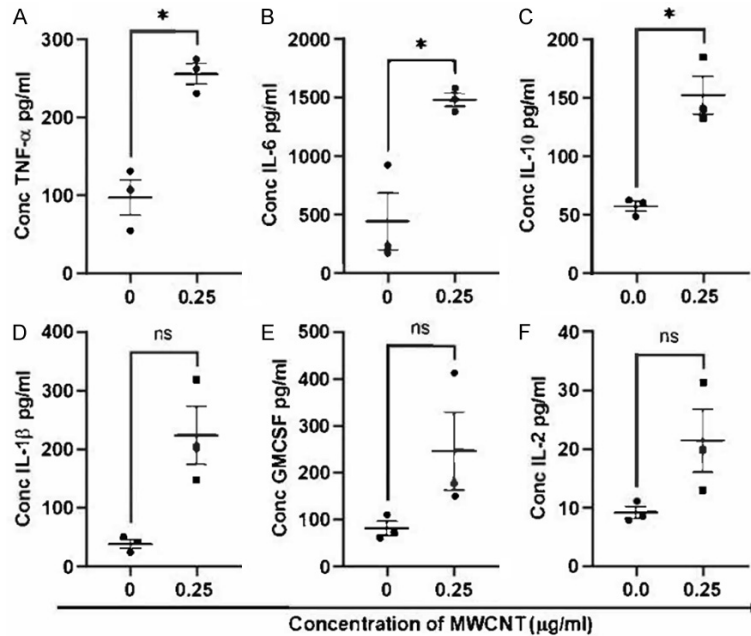 A
*
Conc TNF-α pg/ml
300
200
100
0
0
0.25
B
*
Conc IL-6 pg/ml
2000
1500
1000
500
0
0
0.25
C
*
Conc IL-10 pg/ml
200
150
100
50
0
0.0
0.25
D
ns
Conc IL-1β pg/ml
400
300
200
100
0
0
0.25
E
ns
Conc GMCSF pg/ml
500
400
300
200
100
0
0
0.25
F
ns
Conc IL-2 pg/ml
40
30
20
10
0
0.0
0.25
Concentration of MWCNT (μg/ml)